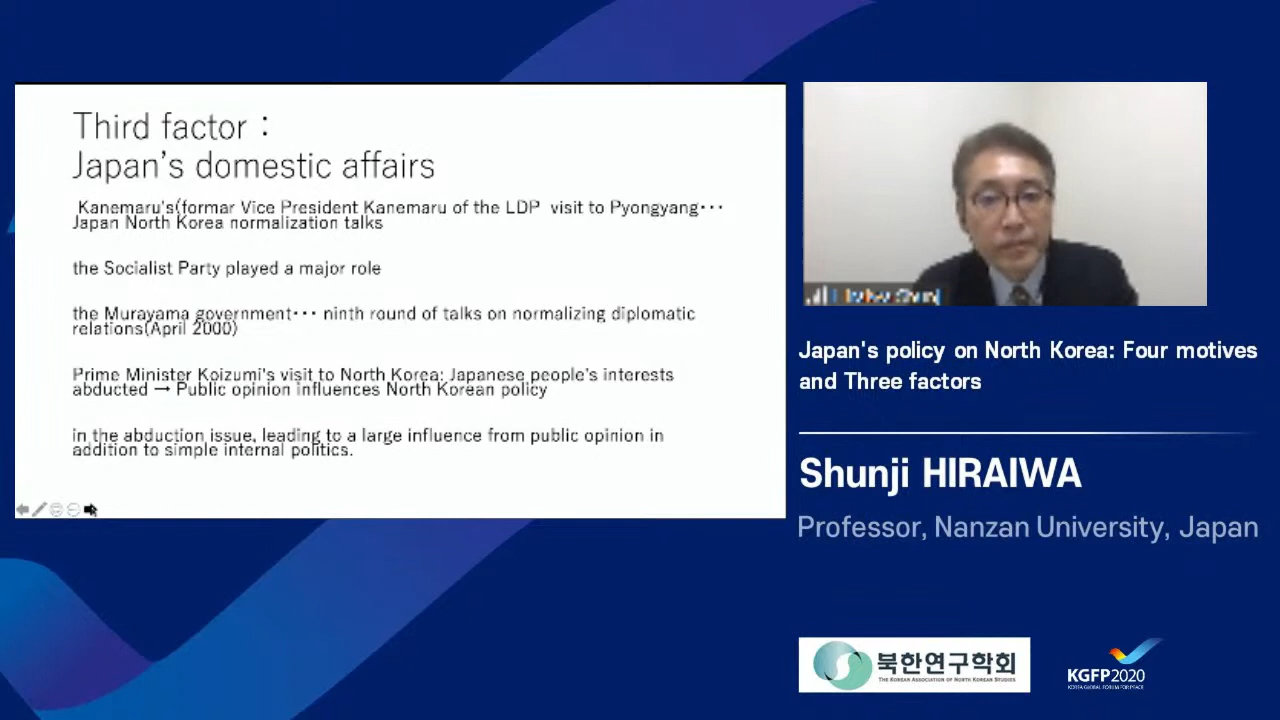 Third factor：
Japan's domestic affairs
Kanemaru's(formar Vice President Kanemaru of the LDP visit to Pyongyang･･･
Japan North Korea normalization talks
the Socialist Party played a major role
the Murayama government･･･ ninth round of talks on normalizing diplomatic
relations(April 2000)
Prime Minister Koizumi's visit to North Korea: Japanese people's interests
abducted → Public opinion influences North Korean policy
in the abduction issue, leading to a large influence from public opinion in
addition to simple internal politics.
Japan's policy on North Korea: Four motives
and Three factors
Shunji HIRAIWA
Professor, Nanzan University, Japan
북한연구학회
THE KOREAN ASSOCIATION OF NORTH KOREAN STUDIES
KGFP2020
KOREA GLOBAL FORUM FOR PEACE